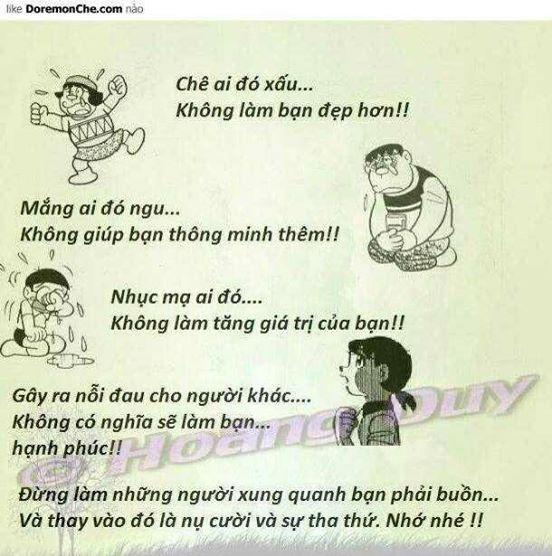 like DoremonChe.com nào
Chê ai đó xấu...
Không làm bạn đẹp hơn!!
Mắng ai đó ngu...
Không giúp bạn thông minh thêm!!
Nhục mạ ai đó....
Không làm tăng giá trị của bạn!!
Gây ra nỗi đau cho người khác....
Không có nghĩa sẽ làm bạn...
hạnh phúc!!
© Hoang Duy
Đừng làm những người xung quanh bạn phải buồn...
Và thay vào đó là nụ cười và sự tha thứ. Nhớ nhé !!